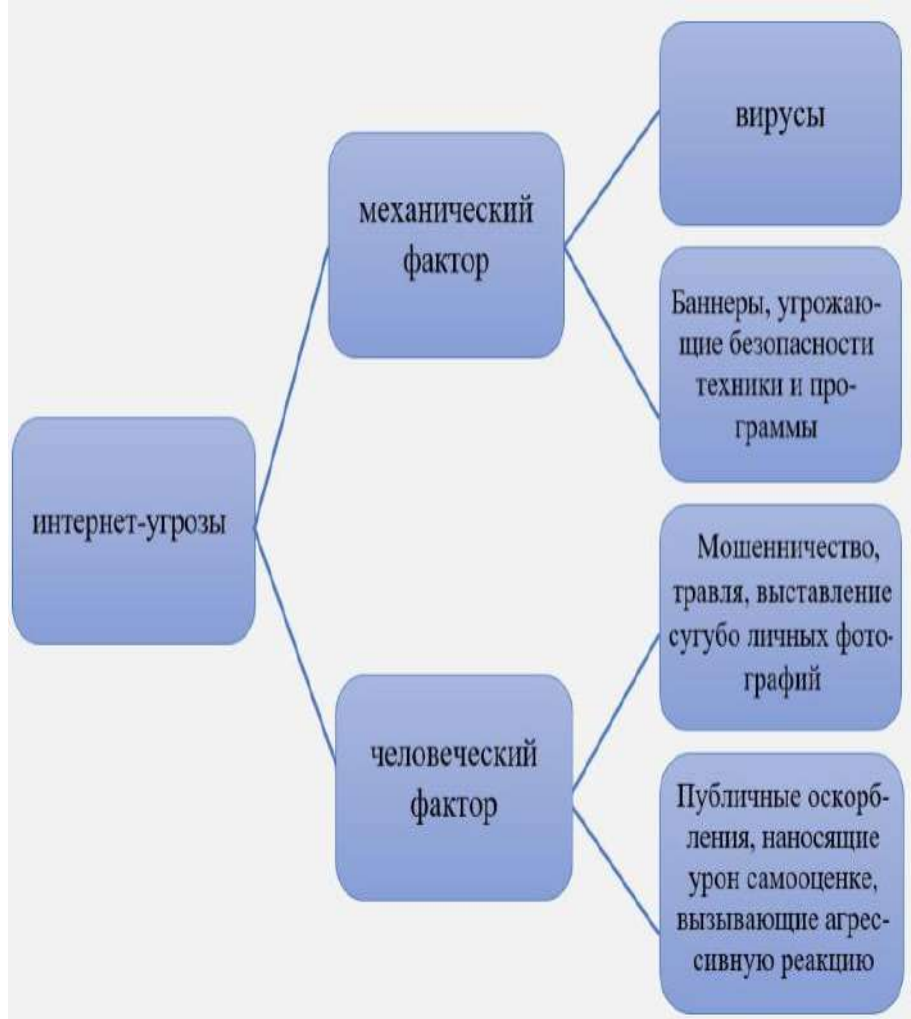 интернет-угрозы
механический
фактор
вирусы
Баннеры, угрожаю-
щие безопасности
техники и про-
граммы
человеческий
фактор
Мошенничество,
травля, выставление
сугубо личных фото-
графий
Публичные оскорб-
ления, наносящие
урон самооценке,
вызывающие агрес-
сивную реакцию